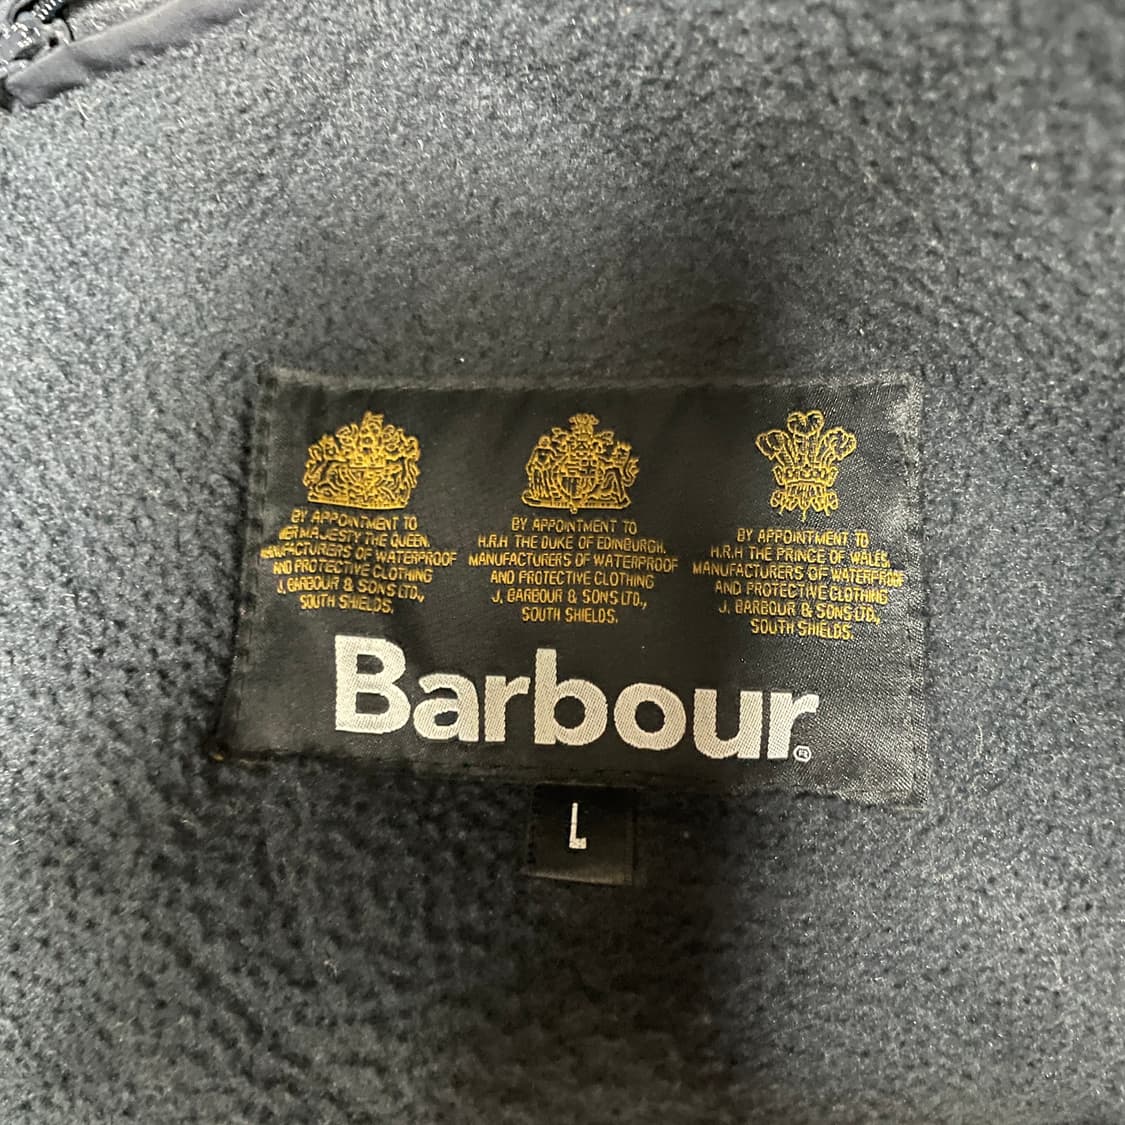 BY APPOINTMENT TO
HER MAJESTY THE QUEEN.
MANUFACTURERS OF WATERPROOF
AND PROTECTIVE CLOTHING
J. BARBOUR & SONS LTD.,
SOUTH SHIELDS.
BY APPOINTMENT TO
H.R.H THE DUKE OF EDINBURGH.
MANUFACTURERS OF WATERPROOF
AND PROTECTIVE CLOTHING
J. BARBOUR & SONS LTD.,
SOUTH SHIELDS.
BY APPOINTMENT TO
H.R.H THE PRINCE OF WALES.
MANUFACTURERS OF WATERPROOF
AND PROTECTIVE CLOTHING
J. BARBOUR & SONS LTD.,
SOUTH SHIELDS.
Barbour®
L